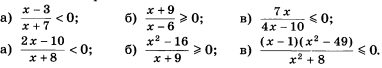 а) (x − 3)/(x + 7) < 0; б) (x + 9)/(x − 6) ⩾ 0; в) 7x/(4x − 10) ⩽ 0;
а) (2x − 10)/(x + 8) < 0; б) (x² − 16)/(x + 9) ⩾ 0; в) ((x − 1)(x² − 49))/(x² + 8) ⩽ 0.